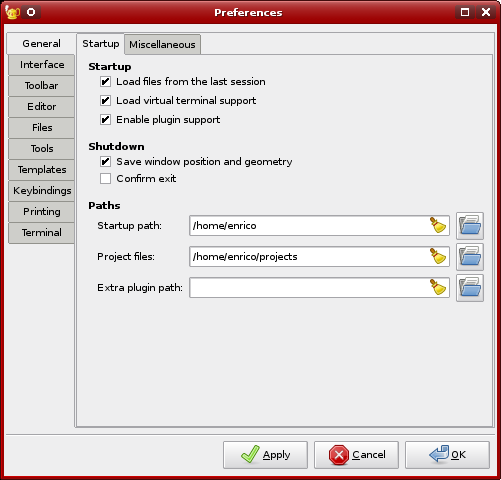 Preferences
General
Interface
Toolbar
Editor
Files
Tools
Templates
Keybindings
Printing
Terminal
Startup Miscellaneous
Startup
Load files from the last session
Load virtual terminal support
Enable plugin support
Shutdown
Save window position and geometry
Confirm exit
Paths
Startup path: /home/enrico
Project files: /home/enrico/projects
Extra plugin path:
Apply Cancel OK